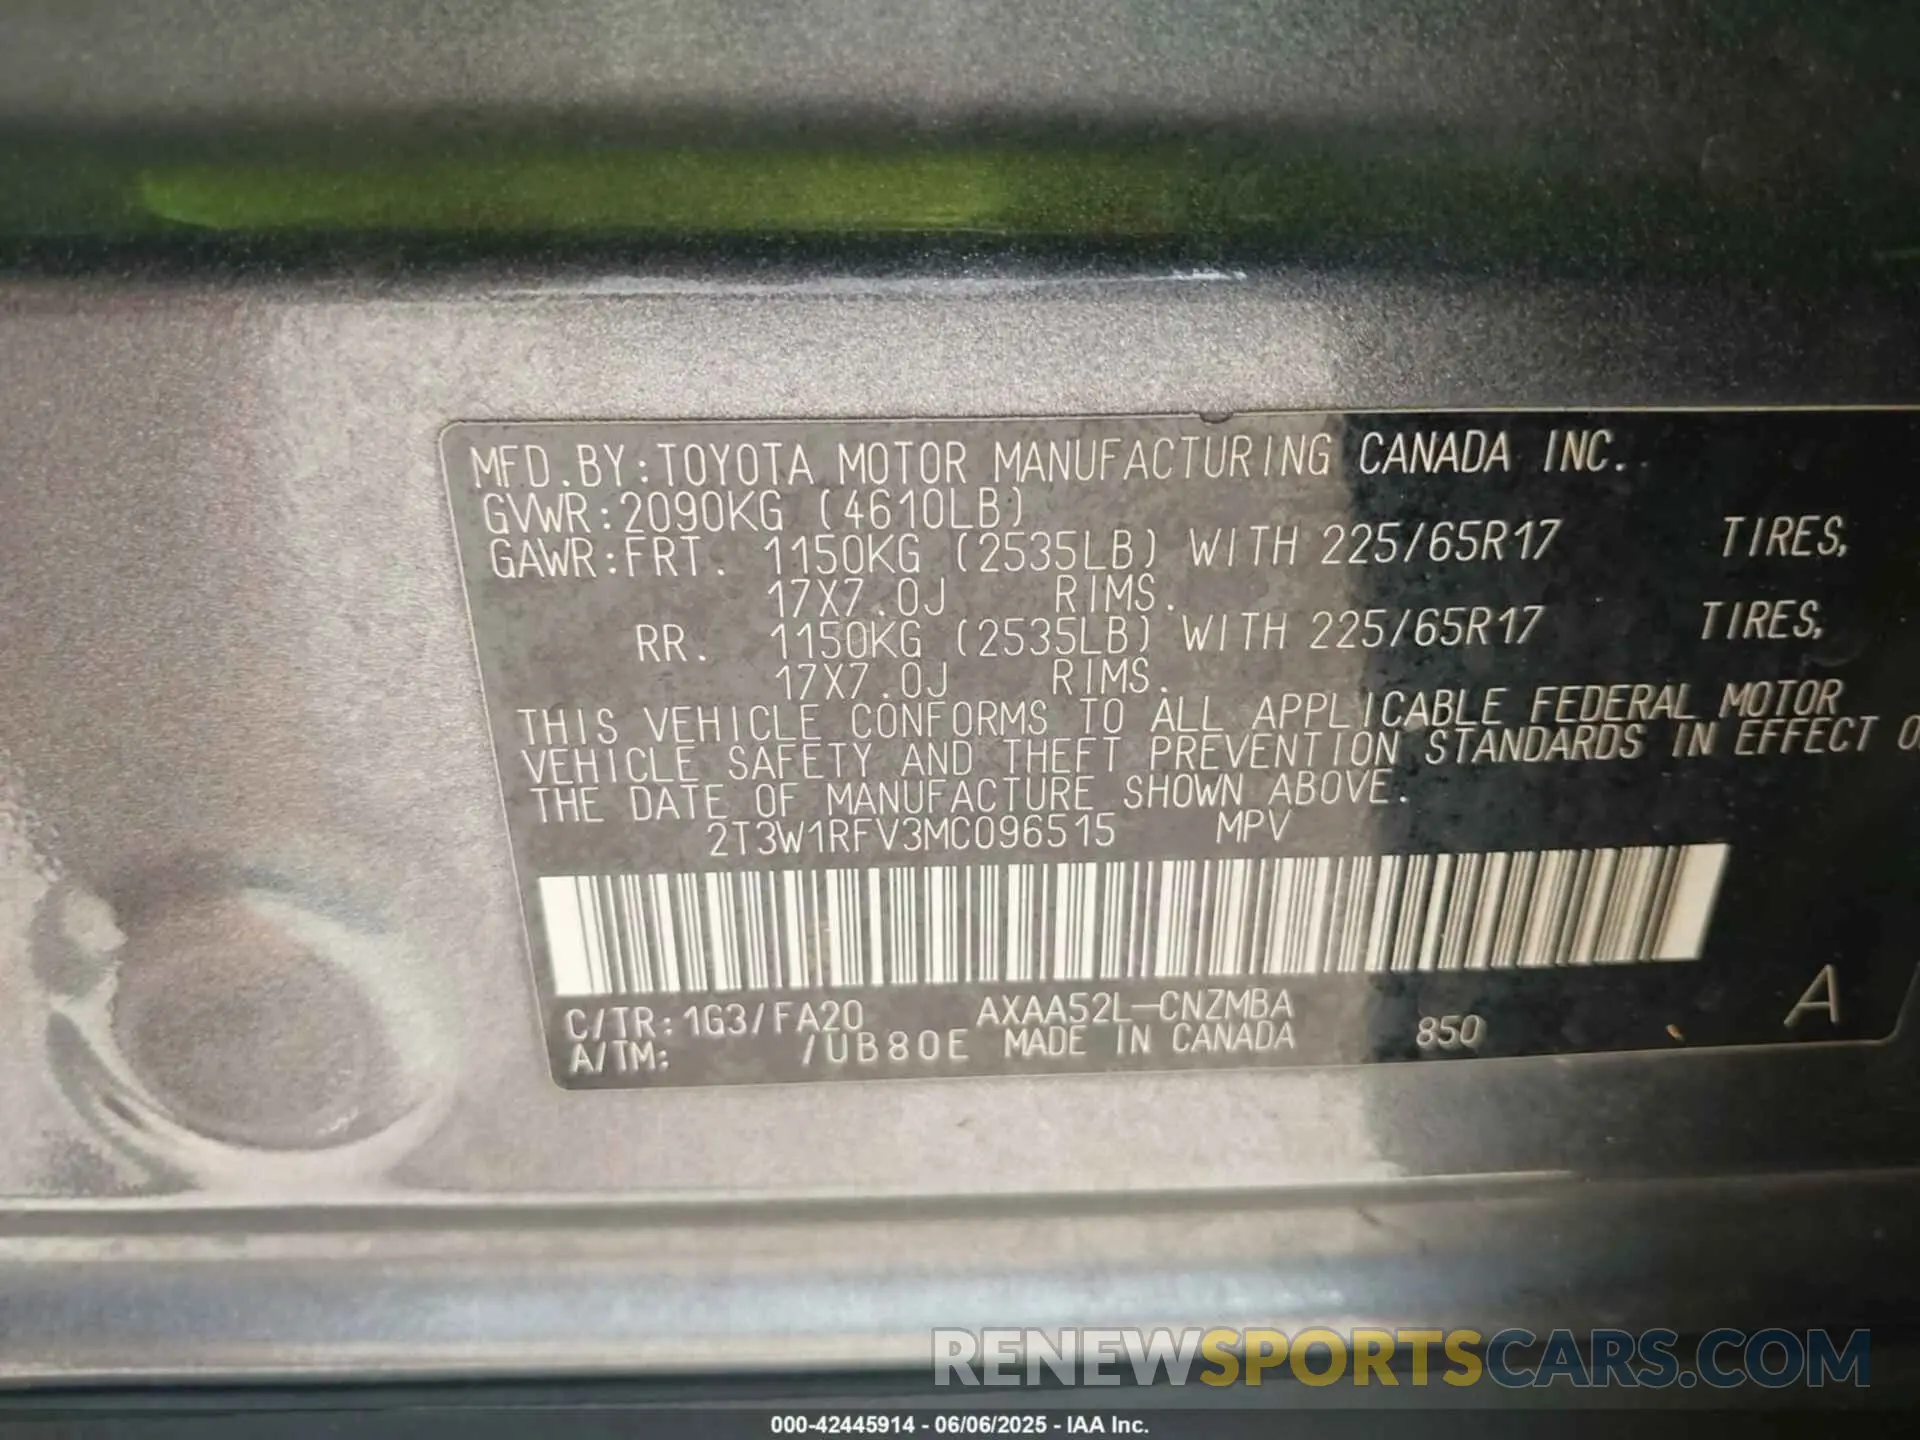 MFD.BY:TOYOTA MOTOR MANUFACTURING CANADA INC.
GVWR:2090KG (4610LB)
GAWR:FRT. 1150KG (2535LB) WITH 225/65R17 TIRES,
17X7.0J RIMS.
RR. 1150KG (2535LB) WITH 225/65R17 TIRES,
17X7.0J RIMS.
THIS VEHICLE CONFORMS TO ALL APPLICABLE FEDERAL MOTOR
VEHICLE SAFETY AND THEFT PREVENTION STANDARDS IN EFFECT
THE DATE OF MANUFACTURE SHOWN ABOVE.
2T3W1RFV3MC096515 MPV
C/TR:1G3/FA20 AXAA52L-CNZMBA
A/TM: /UB80E MADE IN CANADA 850 A
RENEWSPORTSCARS.COM
000-42445914 - 06/06/2025 - IAA Inc.